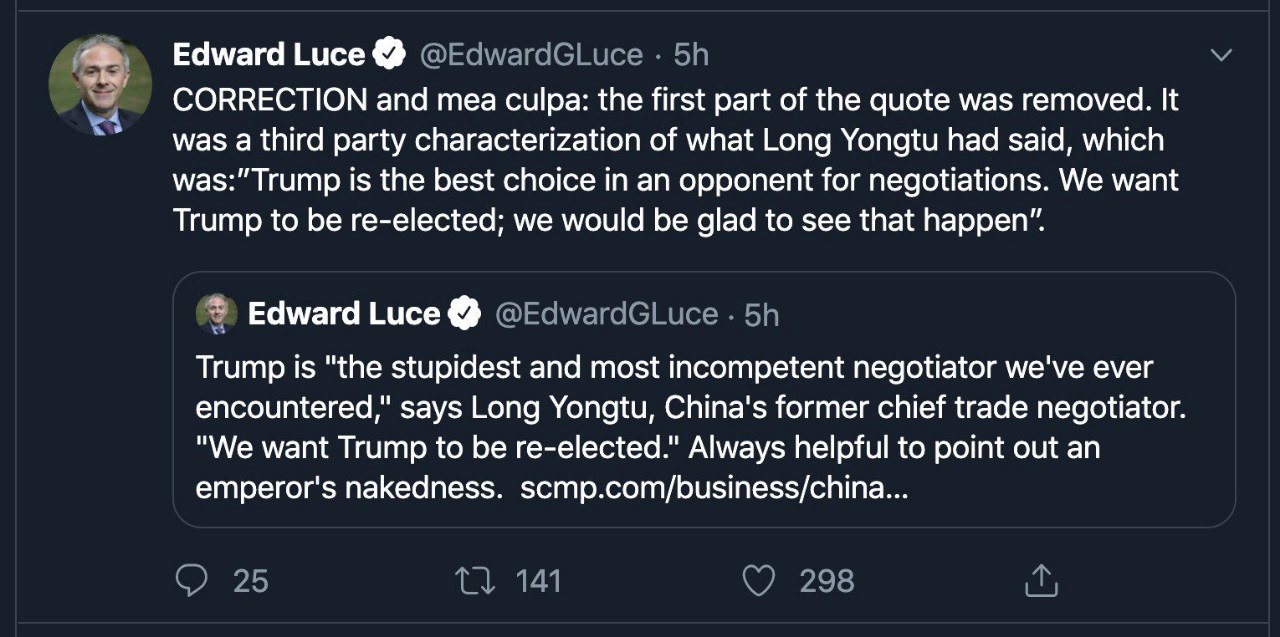 Edward Luce @EdwardGLuce · 5h
CORRECTION and mea culpa: the first part of the quote was removed. It
was a third party characterization of what Long Yongtu had said, which
was:”Trump is the best choice in an opponent for negotiations. We want
Trump to be re-elected; we would be glad to see that happen”.
Edward Luce @EdwardGLuce · 5h
Trump is "the stupidest and most incompetent negotiator we've ever
encountered," says Long Yongtu, China's former chief trade negotiator.
"We want Trump to be re-elected." Always helpful to point out an
emperor's nakedness.  scmp.com/business/china...
25 141 298